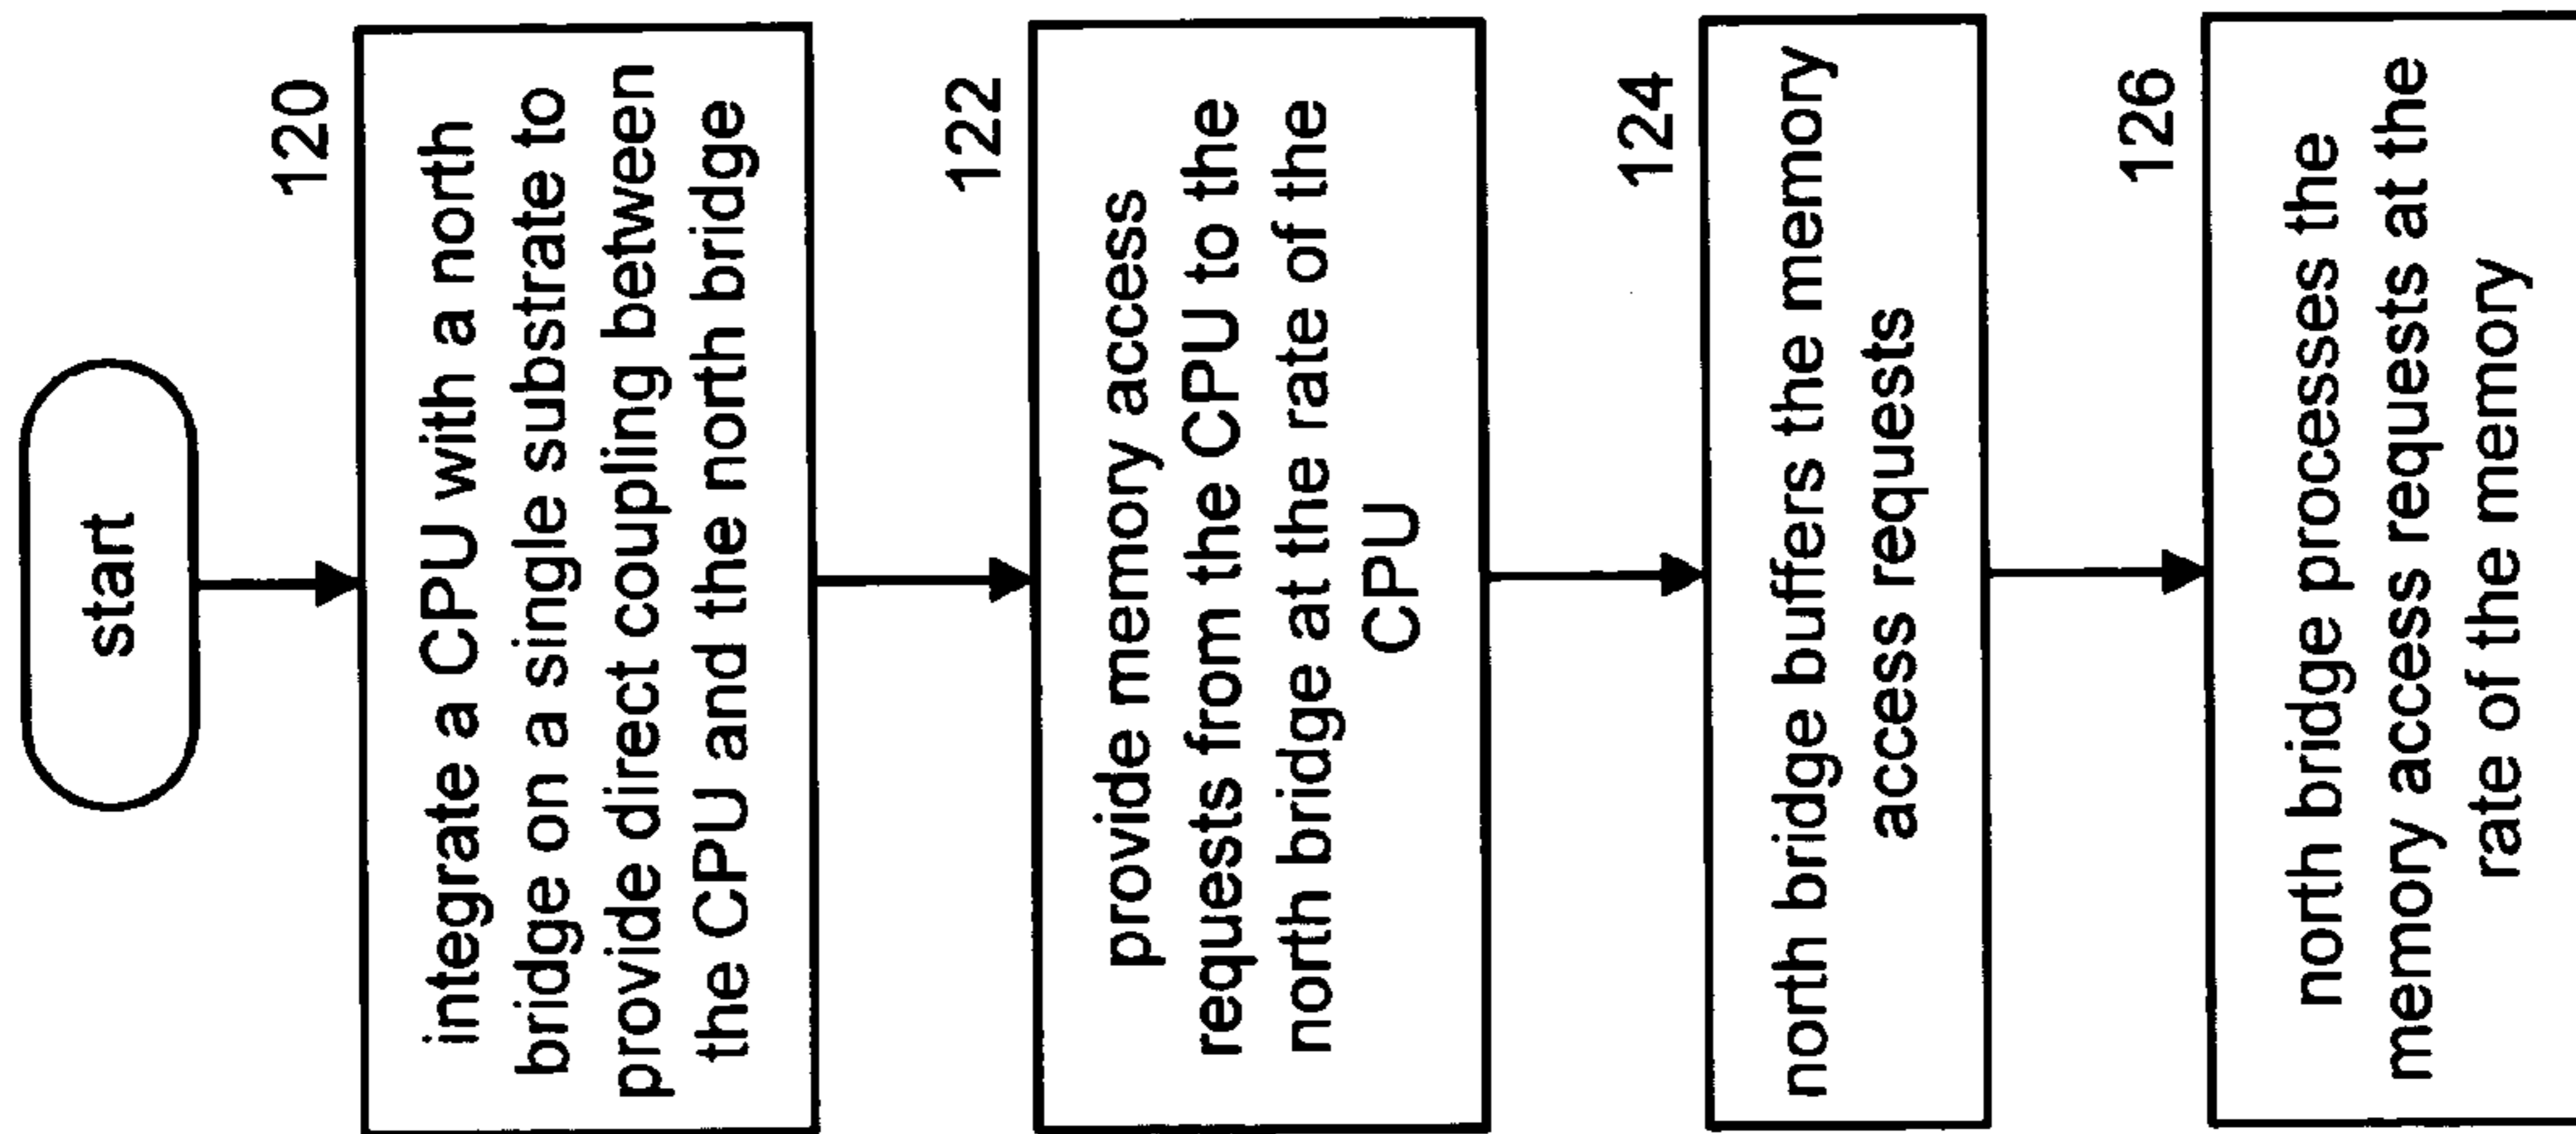 start
120
integrate a CPU with a north
bridge on a single substrate to
provide direct coupling between
the CPU and the north bridge
122
provide memory access
requests from the CPU to the
north bridge at the rate of the
CPU
124
north bridge buffers the memory
access requests
126
north bridge processes the
memory access requests at the
rate of the memory